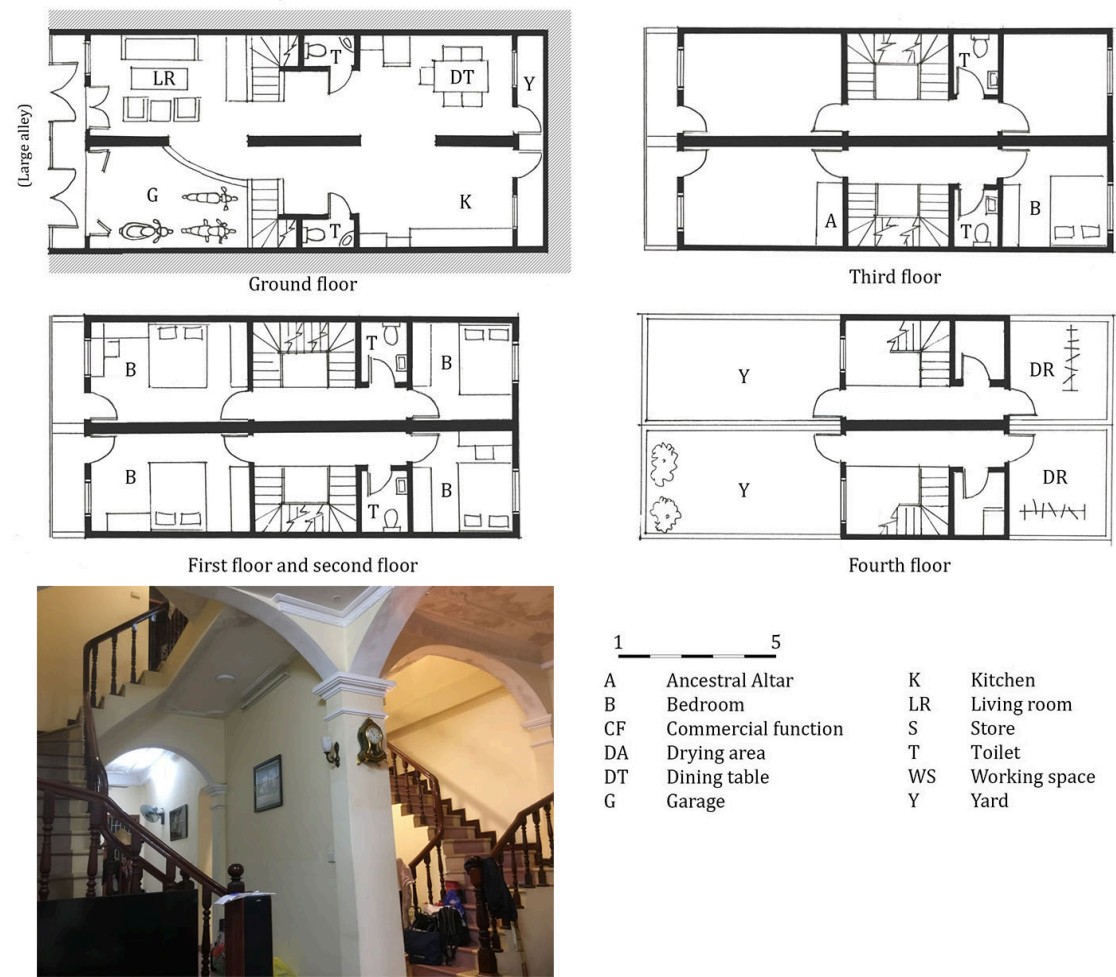 (Large alley)
LR
T
DT
Y
G
K
T
Ground floor
T
A
T
B
Third floor
B
T
B
B
T
B
First floor and second floor
Y
DR
Y
DR
Fourth floor
1 5
A Ancestral Altar
B Bedroom
CF Commercial function
DA Drying area
DT Dining table
G Garage
K Kitchen
LR Living room
S Store
T Toilet
WS Working space
Y Yard